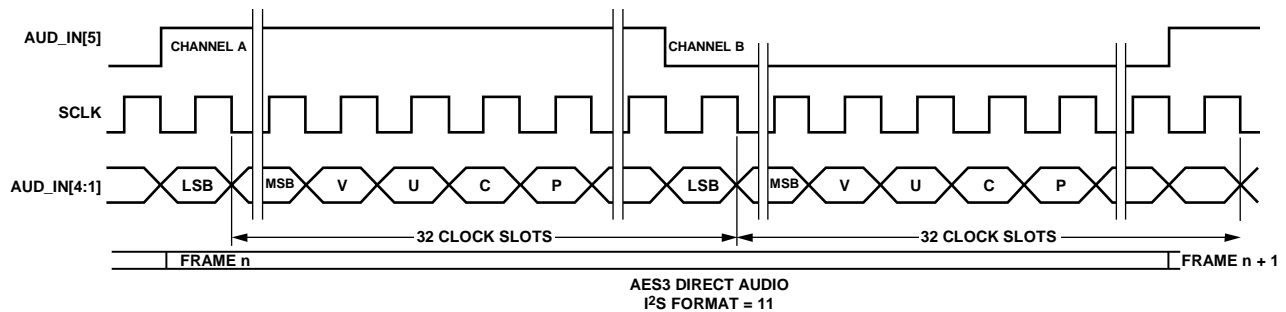 AUD_IN[5]
CHANNEL A
CHANNEL B
SCLK
AUD_IN[4:1]
LSB
MSB
V
U
C
P
LSB
MSB
V
U
C
P
32 CLOCK SLOTS
32 CLOCK SLOTS
FRAME n
FRAME n + 1
AES3 DIRECT AUDIO
I2S FORMAT = 11